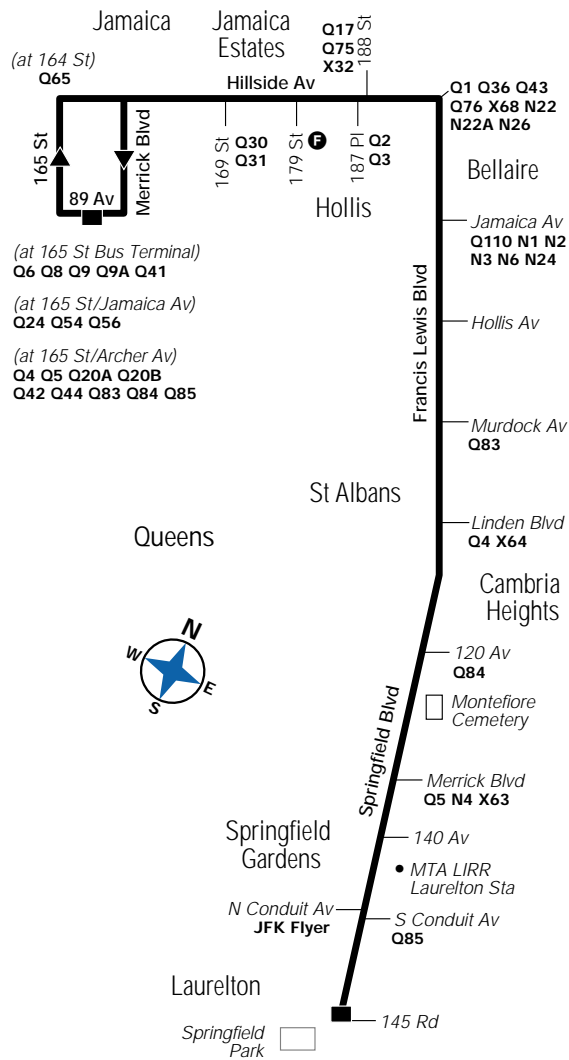 Jamaica
Jamaica
Estates
(at 164 St)
Q65
Q17
Q75
X32
188 St
Hillside Av
Q1 Q36 Q43
Q76 X68 N22
N22A N26
165 St
Merrick Blvd
89 Av
169 St
Q30
Q31
179 St
F
187 Pl
Q2
Q3
Bellaire
Hollis
Jamaica Av
Q110 N1 N2
N3 N6 N24
(at 165 St Bus Terminal)
Q6 Q8 Q9 Q9A Q41
(at 165 St/Jamaica Av)
Q24 Q54 Q56
(at 165 St/Archer Av)
Q4 Q5 Q20A Q20B
Q42 Q44 Q83 Q84 Q85
Francis Lewis Blvd
Hollis Av
Murdock Av
Q83
St Albans
Linden Blvd
Q4 X64
Queens
Cambria
Heights
N
W
E
S
120 Av
Q84
Montefiore
Cemetery
Springfield Blvd
Merrick Blvd
Q5 N4 X63
Springfield
Gardens
140 Av
MTA LIRR
Laurelton Sta
N Conduit Av
JFK Flyer
S Conduit Av
Q85
Laurelton
145 Rd
Springfield
Park